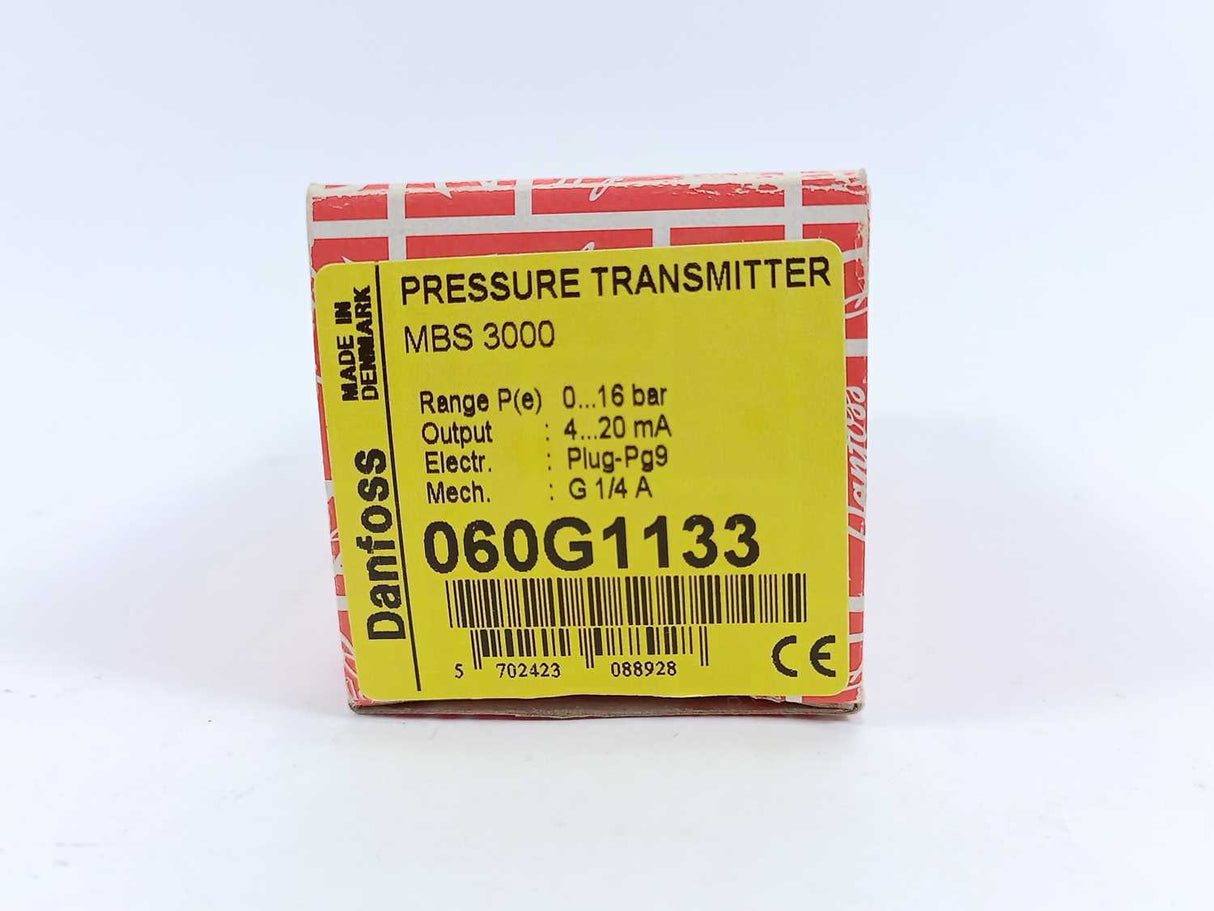 MADE IN
DENMARK
Danfoss
PRESSURE TRANSMITTER
MBS 3000
Range P(e) 0...16 bar
Output : 4...20 mA
Electr. : Plug-Pg9
Mech. : G 1/4 A
060G1133
5 702423 088928
CE
Danfoss